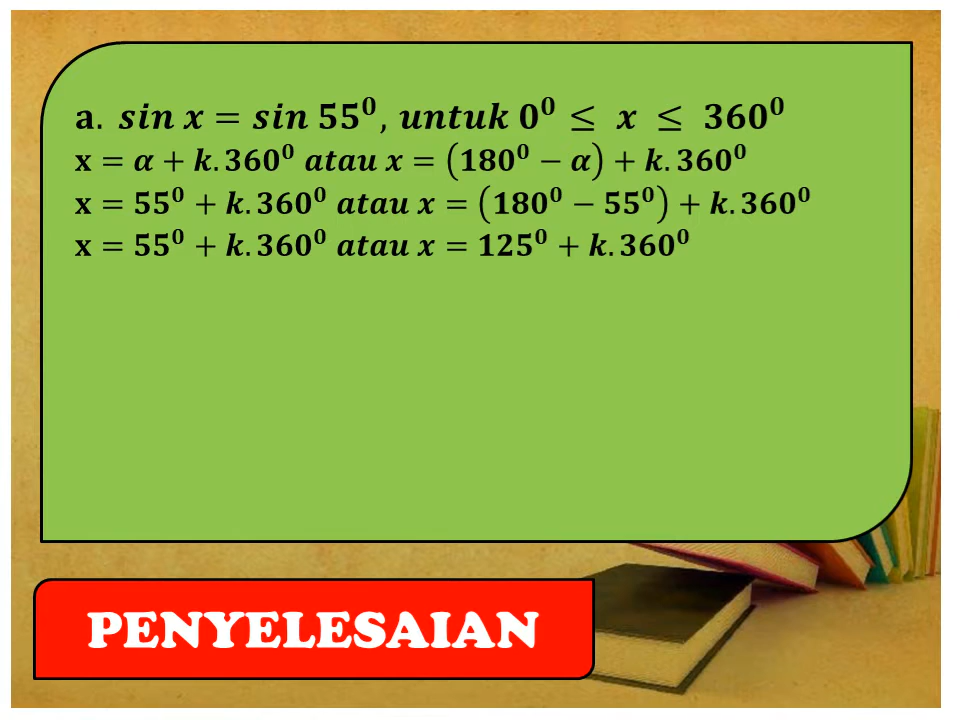 a. sin x = sin 55⁰, untuk 0⁰ ≤ x ≤ 360⁰
x = α + k. 360⁰ atau x = (180⁰ − α) + k. 360⁰
x = 55⁰ + k. 360⁰ atau x = (180⁰ − 55⁰) + k. 360⁰
x = 55⁰ + k. 360⁰ atau x = 125⁰ + k. 360⁰
PENYELESAIAN